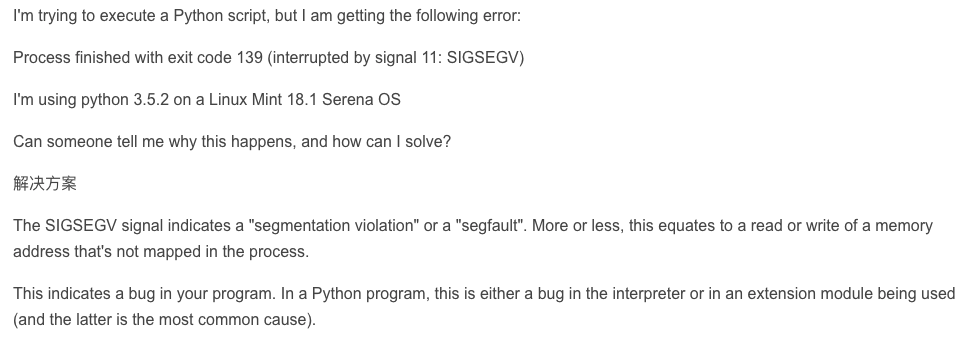 I'm trying to execute a Python script, but I am getting the following error:
Process finished with exit code 139 (interrupted by signal 11: SIGSEGV)
I'm using python 3.5.2 on a Linux Mint 18.1 Serena OS
Can someone tell me why this happens, and how can I solve?
解决方案
The SIGSEGV signal indicates a "segmentation violation" or a "segfault". More or less, this equates to a read or write of a memory
address that's not mapped in the process.
This indicates a bug in your program. In a Python program, this is either a bug in the interpreter or in an extension module being used
(and the latter is the most common cause).